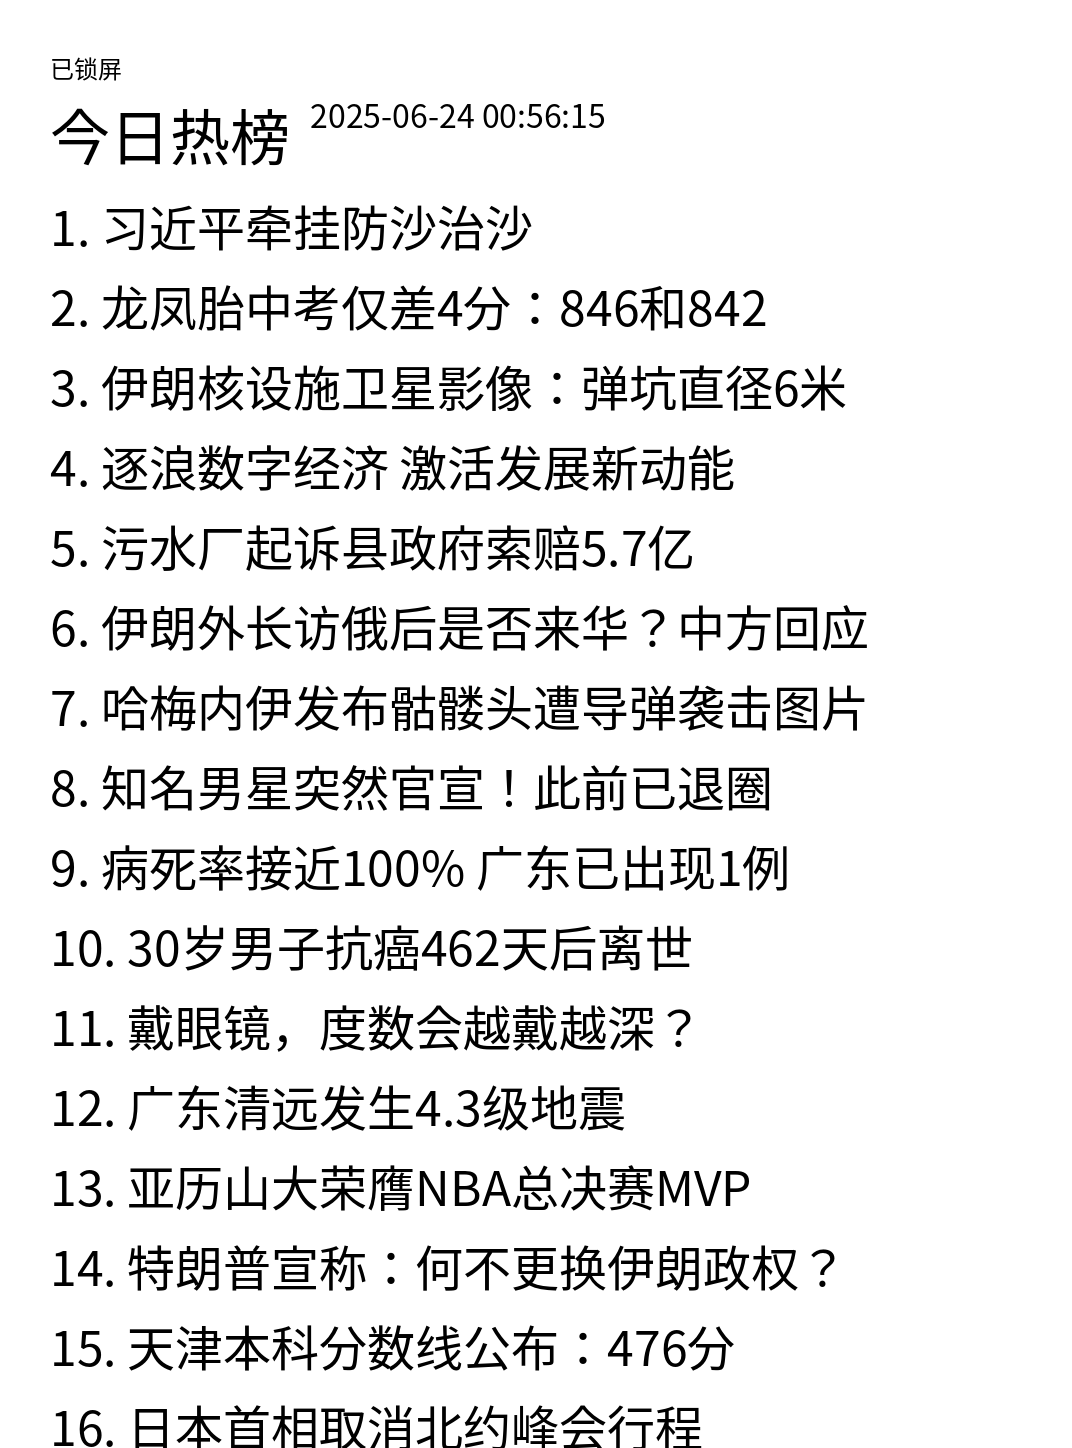 已锁屏
今日热榜 2025-06-24 00:56:15
1. 习近平牵挂防沙治沙
2. 龙凤胎中考仅差4分：846和842
3. 伊朗核设施卫星影像：弹坑直径6米
4. 逐浪数字经济 激活发展新动能
5. 污水厂起诉县政府索赔5.7亿
6. 伊朗外长访俄后是否来华？中方回应
7. 哈梅内伊发布骷髅头遭导弹袭击图片
8. 知名男星突然官宣！此前已退圈
9. 病死率接近100% 广东已出现1例
10. 30岁男子抗癌462天后离世
11. 戴眼镜，度数会越戴越深？
12. 广东清远发生4.3级地震
13. 亚历山大荣膺NBA总决赛MVP
14. 特朗普宣称：何不更换伊朗政权？
15. 天津本科分数线公布：476分
16. 日本首相取消北约峰会行程